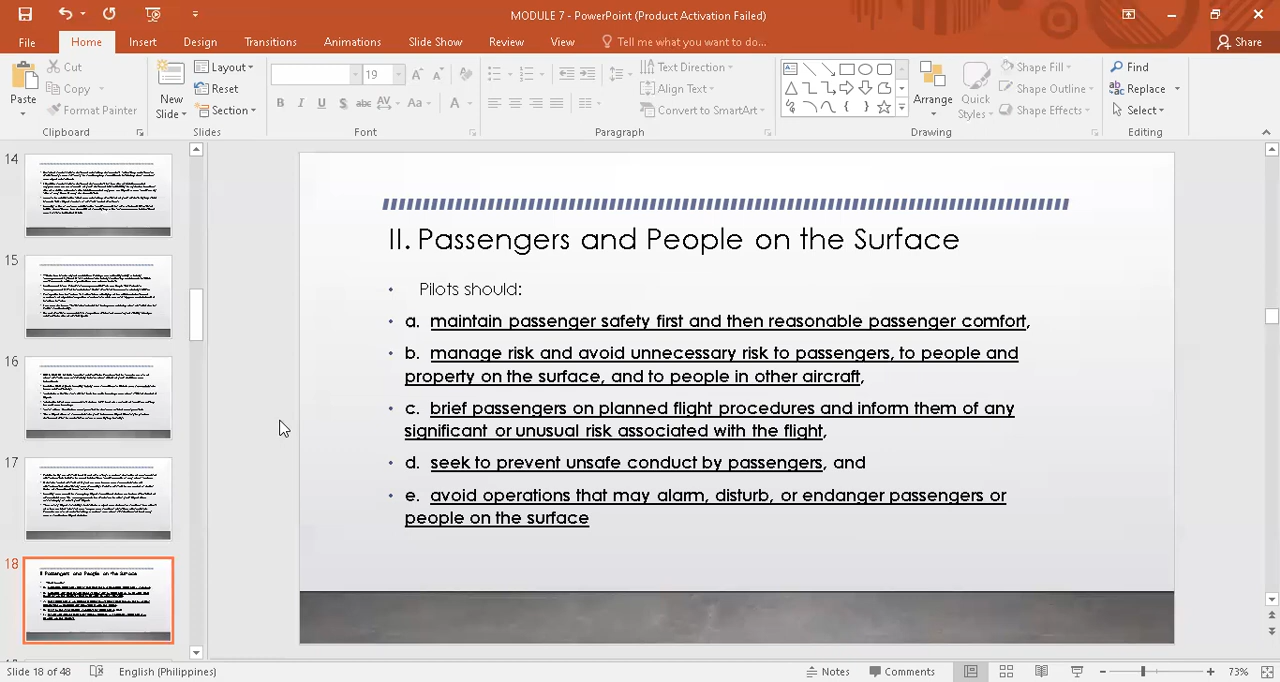 MODULE 7 - PowerPoint (Product Activation Failed)
File Home Insert Design Transitions Animations Slide Show Review View Tell me what you want to do... Share
Paste Cut Copy Format Painter Clipboard
New Slide Layout Reset Section Slides
19
B I U S abc AV Aa A
Font
Text Direction Align Text Convert to SmartArt Paragraph
Arrange Quick Styles Shape Fill Shape Outline Shape Effects Drawing
Find Replace Select Editing
14
15
16
17
18
II. Passengers and People on the Surface
• Pilots should:
• a. maintain passenger safety first and then reasonable passenger comfort,
• b. manage risk and avoid unnecessary risk to passengers, to people and
property on the surface, and to people in other aircraft,
• c. brief passengers on planned flight procedures and inform them of any
significant or unusual risk associated with the flight,
• d. seek to prevent unsafe conduct by passengers, and
• e. avoid operations that may alarm, disturb, or endanger passengers or
people on the surface
Slide 18 of 48 English (Philippines) Notes Comments 73%